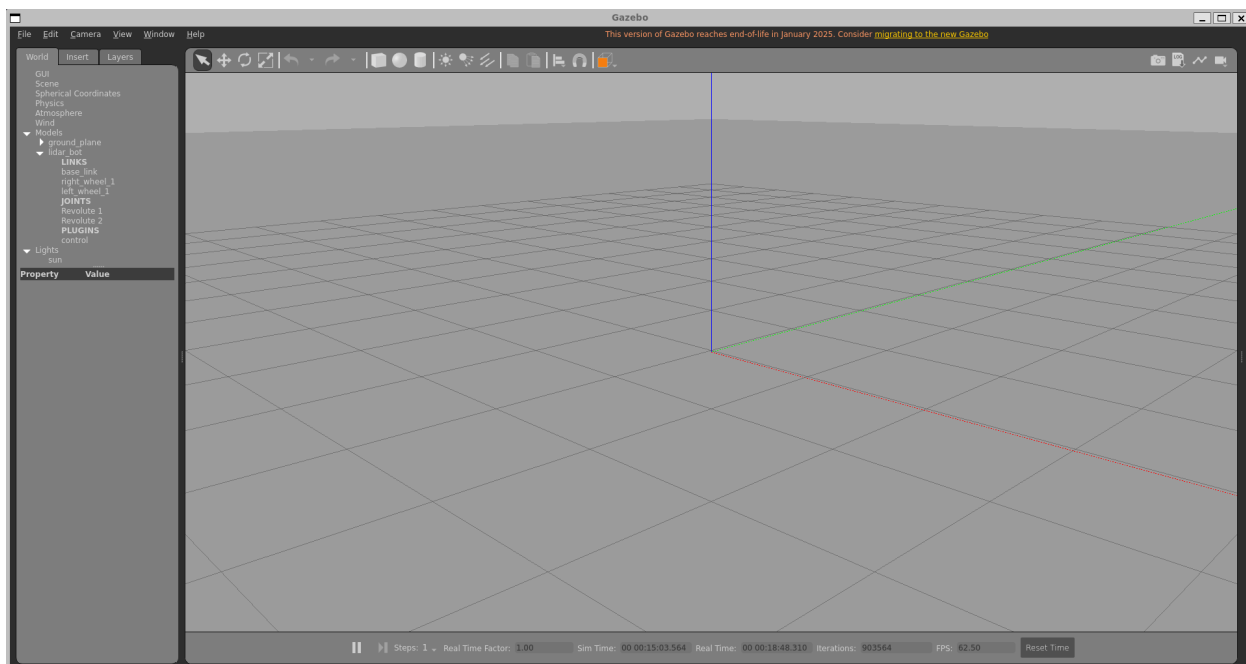 Gazebo
File Edit Camera View Window Help
This version of Gazebo reaches end-of-life in January 2025. Consider migrating to the new Gazebo
World Insert Layers
GUI
Scene
Spherical Coordinates
Physics
Atmosphere
Wind
Models
ground_plane
lidar_bot
LINKS
base_link
right_wheel_1
left_wheel_1
JOINTS
Revolute 1
Revolute 2
PLUGINS
control
Lights
sun
Property Value
Steps: 1 Real Time Factor: 1.00 Sim Time: 00 00:15:03.564 Real Time: 00 00:18:48.310 Iterations: 903564 FPS: 62.50 Reset Time